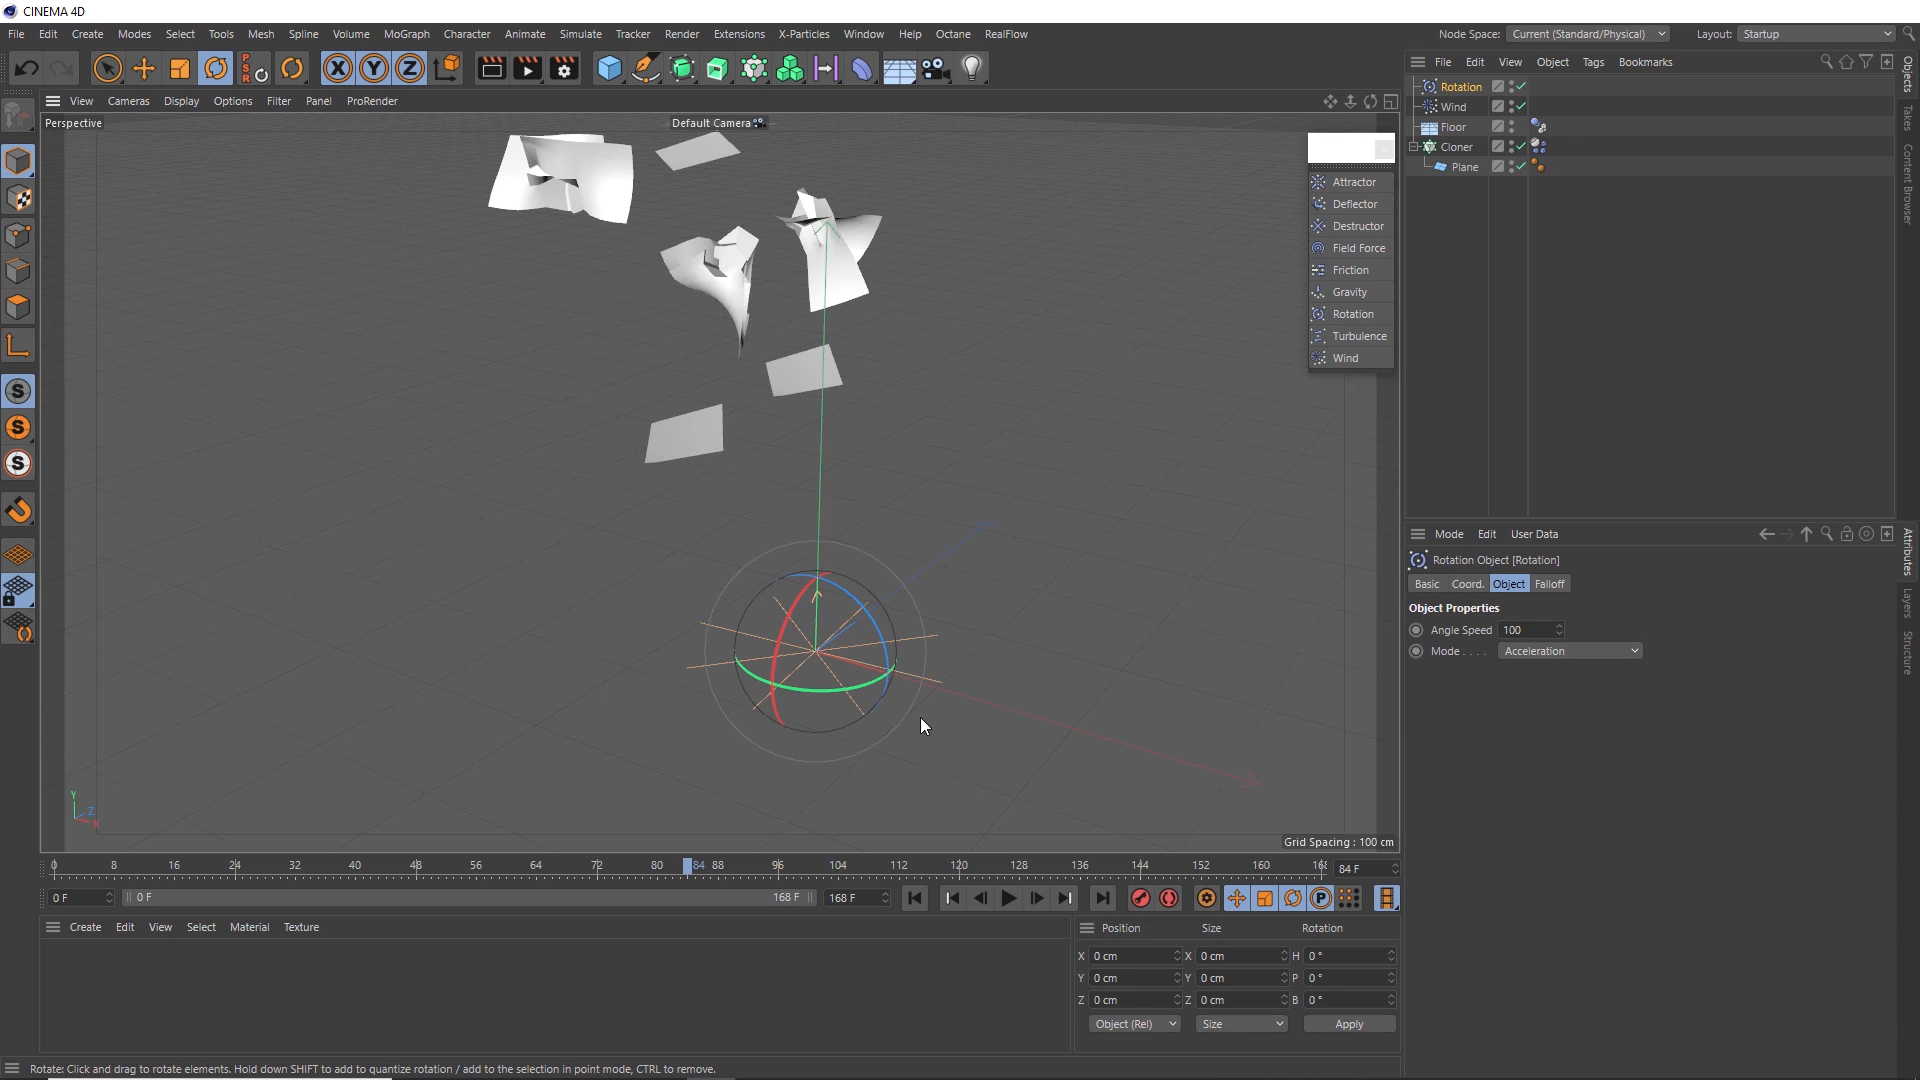 CINEMA 4D
File Edit Create Modes Select Tools Mesh Spline Volume MoGraph Character Animate Simulate Tracker Render Extensions X-Particles Window Help Octane RealFlow
Node Space: Current (Standard/Physical) Layout: Startup
P S R X Y Z
File Edit View Object Tags Bookmarks
View Cameras Display Options Filter Panel ProRender
Perspective
Default Camera
Rotation
Wind
Floor
Cloner
Plane
Objects
Takes
Content Browser
Attractor
Deflector
Destructor
Field Force
Friction
Gravity
Rotation
Turbulence
Wind
S
S
S
Mode Edit User Data
Rotation Object [Rotation]
Basic Coord. Object Falloff
Object Properties
Angle Speed 100
Mode . . . . Acceleration
Attributes
Layers
Structure
Y
Z
X
Grid Spacing : 100 cm
0 8 16 24 32 40 48 56 64 72 80 84 88 96 104 112 120 128 136 144 152 160 84 F
0 F 0 F 168 F 168 F P
Create Edit View Select Material Texture
Position Size Rotation
X 0 cm X 0 cm H 0 °
Y 0 cm Y 0 cm P 0 °
Z 0 cm Z 0 cm B 0 °
Object (Rel) Size Apply
Rotate: Click and drag to rotate elements. Hold down SHIFT to add to quantize rotation / add to the selection in point mode, CTRL to remove.